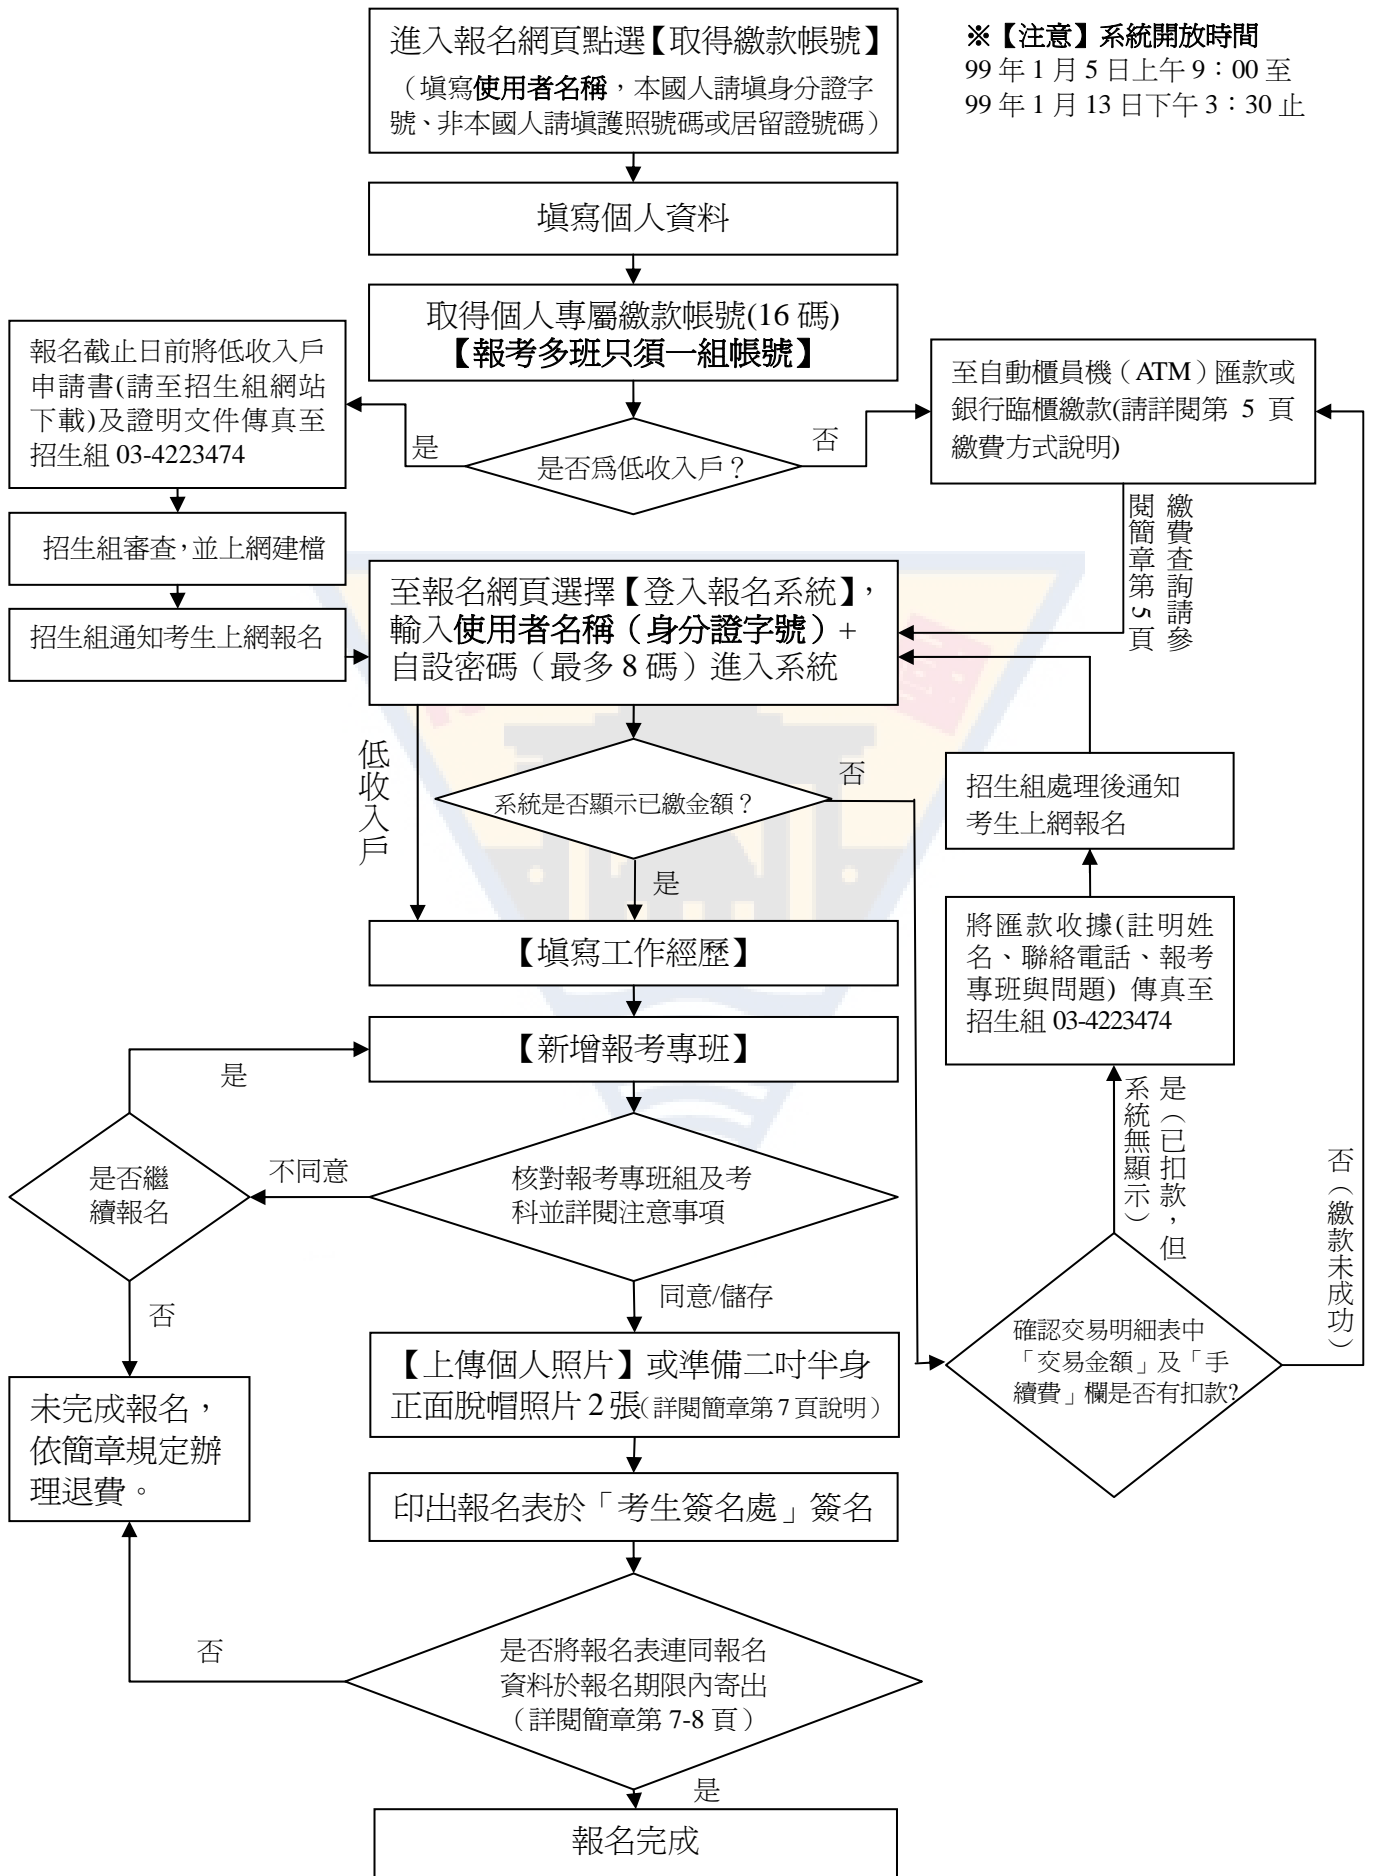 進入報名網頁點選【取得繳款帳號】
（填寫使用者名稱，本國人請填身分證字
號、非本國人請填護照號碼或居留證號碼）
※【注意】系統開放時間
99 年 1 月 5 日上午 9：00 至
99 年 1 月 13 日下午 3：30 止
填寫個人資料
取得個人專屬繳款帳號(16 碼)
【報考多班只須一組帳號】
報名截止日前將低收入戶
申請書(請至招生組網站
下載)及證明文件傳真至
招生組 03-4223474
至自動櫃員機（ATM）匯款或
銀行臨櫃繳款(請詳閱第 5 頁
繳費方式說明)
是
是否為低收入戶？
否
繳費查詢請參
閱簡章第 5 頁
招生組審查，並上網建檔
招生組通知考生上網報名
至報名網頁選擇【登入報名系統】，
輸入使用者名稱（身分證字號）+
自設密碼（最多 8 碼）進入系統
低收入戶
系統是否顯示已繳金額？
否
是
招生組處理後通知
考生上網報名
【填寫工作經歷】
將匯款收據(註明姓
名、聯絡電話、報考
專班與問題) 傳真至
招生組 03-4223474
【新增報考專班】
是
是（已扣款，但
系統無顯示）
否（繳款未成功）
是否繼
續報名
不同意
核對報考專班組及考
科並詳閱注意事項
否
同意/儲存
確認交易明細表中
「交易金額」及「手
續費」欄是否有扣款?
【上傳個人照片】或準備二吋半身
正面脫帽照片 2 張(詳閱簡章第 7 頁說明）
未完成報名，
依簡章規定辦
理退費。
印出報名表於「考生簽名處」簽名
否
是否將報名表連同報名
資料於報名期限內寄出
（詳閱簡章第 7-8 頁）
是
報名完成